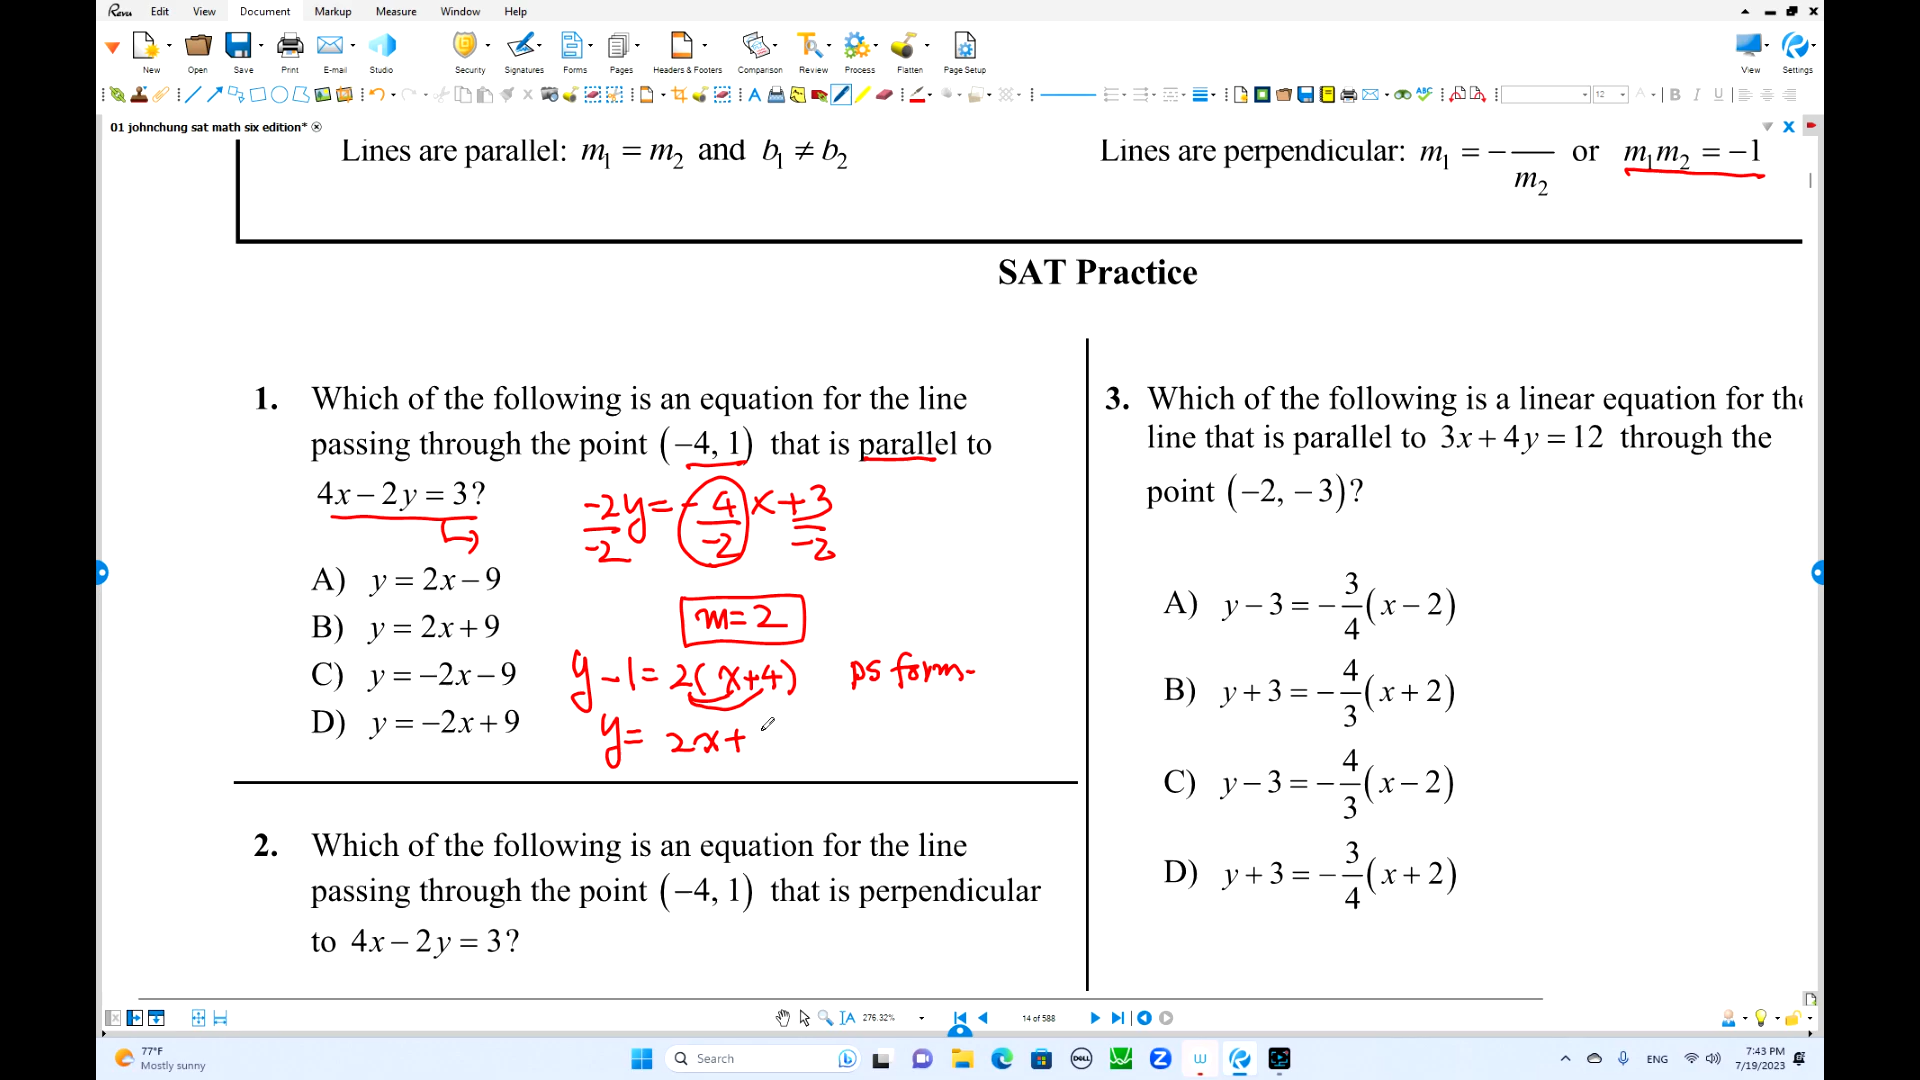 Revu Edit View Document Markup Measure Window Help
New Open Save Print E-mail Studio Security Signatures Forms Pages Headers & Footers Comparison Review Process Flatten Page Setup View Settings
12 A B I U
01 johnchung sat math six edition*
Lines are parallel: m₁ = m₂ and b₁ ≠ b₂
Lines are perpendicular: m₁ = − — / m₂ or m₁m₂ = −1
SAT Practice
1. Which of the following is an equation for the line
passing through the point (−4, 1) that is parallel to
4x − 2y = 3?
-2y/-2 = -4/-2 x +3/-2
A) y = 2x − 9
B) y = 2x + 9
C) y = −2x − 9
D) y = −2x + 9
m=2
y-1=2(x+4) ps form-
y= 2x+
2. Which of the following is an equation for the line
passing through the point (−4, 1) that is perpendicular
to 4x − 2y = 3?
3. Which of the following is a linear equation for the
line that is parallel to 3x + 4y = 12 through the
point (−2, −3)?
A) y − 3 = −3/4(x − 2)
B) y + 3 = −4/3(x + 2)
C) y − 3 = −4/3(x − 2)
D) y + 3 = −3/4(x + 2)
276.32% 14 of 588
77°F
Mostly sunny
Search
DELL
ENG
7:43 PM
7/19/2023